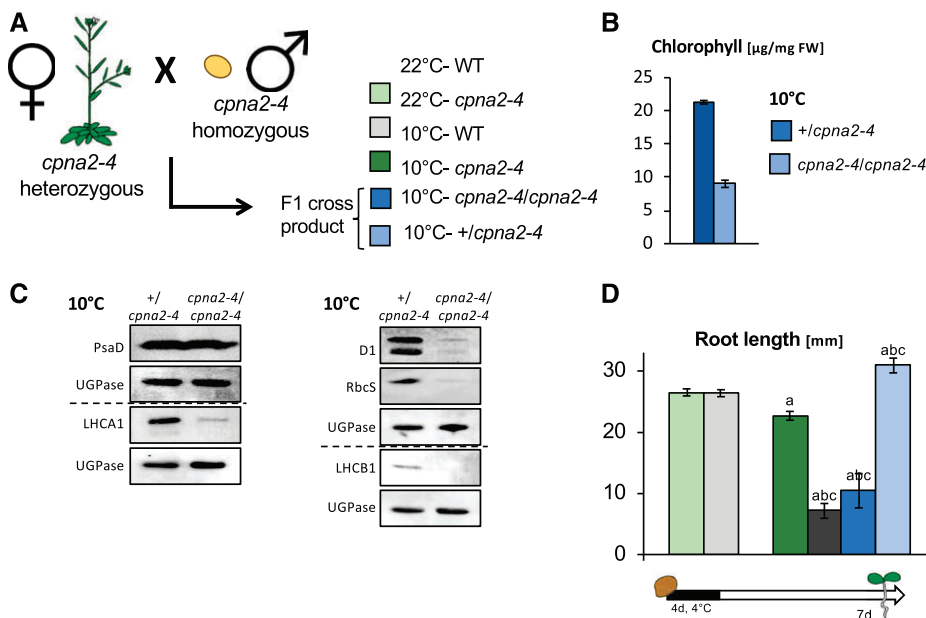 A
X
cpna2-4
heterozygous
cpna2-4
homozygous
22°C- WT
22°C- cpna2-4
10°C- WT
10°C- cpna2-4
F1 cross
product
10°C- cpna2-4/cpna2-4
10°C- +/cpna2-4
B
Chlorophyll [µg/mg FW]
25
20
15
10
5
0
10°C
+/cpna2-4
cpna2-4/cpna2-4
C
10°C
+/
cpna2-4
cpna2-4/
cpna2-4
PsaD
UGPase
LHCA1
UGPase
10°C
+/
cpna2-4
cpna2-4/
cpna2-4
D1
RbcS
UGPase
LHCB1
UGPase
D
Root length [mm]
30
20
10
0
a
abc
abc
abc
4d, 4°C
7d